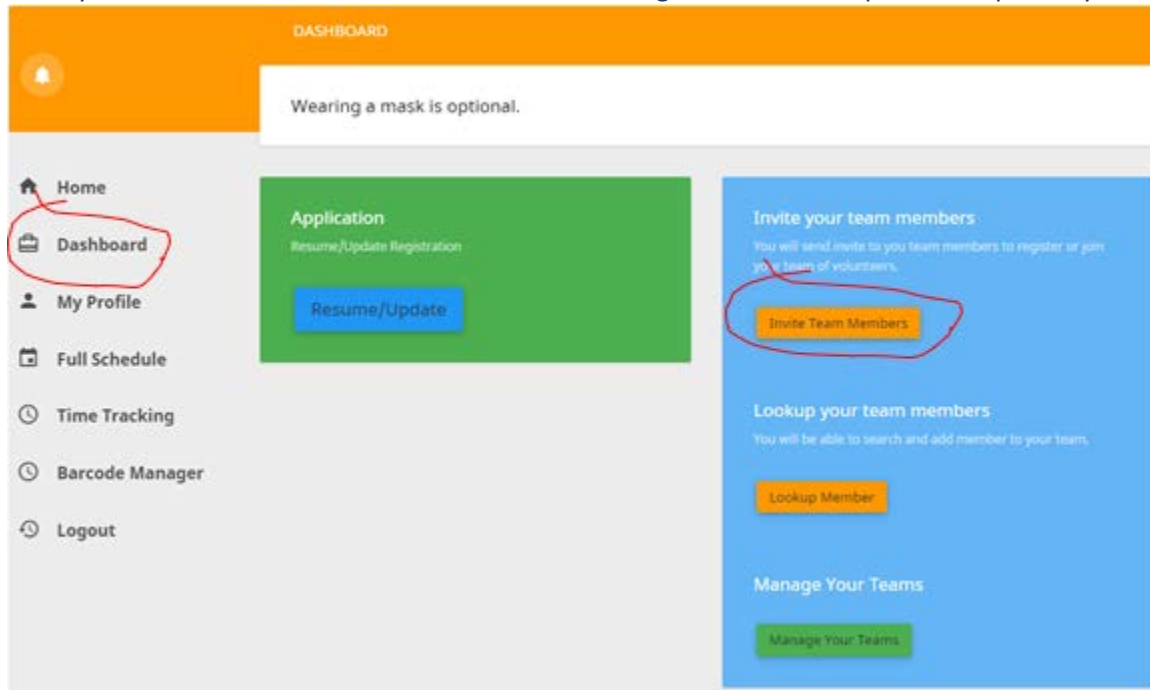 DASHBOARD
Wearing a mask is optional.
Home
Dashboard
My Profile
Full Schedule
Time Tracking
Barcode Manager
Logout
Application
Resume/Update Registration
Resume/Update
Invite your team members
You will send invite to you team members to register or join
your team of volunteers.
Invite Team Members
Lookup your team members
You will be able to search and add member to your team.
Lookup Member
Manage Your Teams
Manage Your Teams